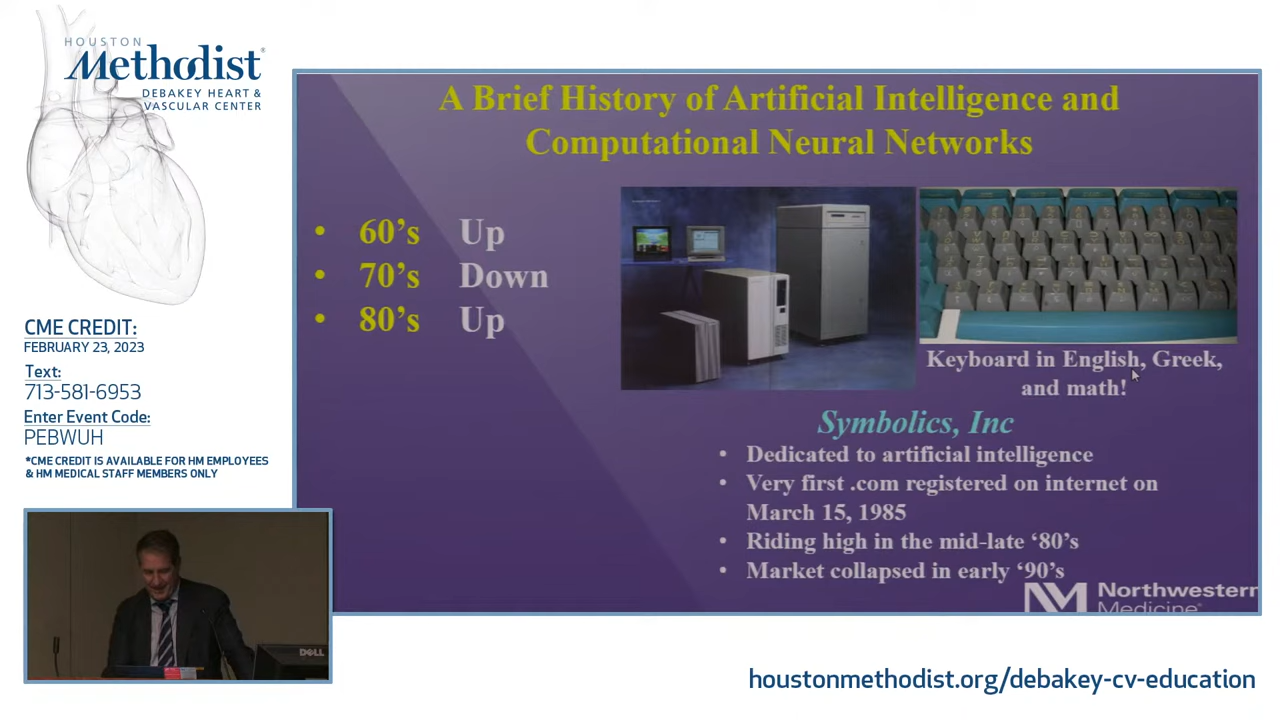 HOUSTON
Methodist®
DEBAKEY HEART &
VASCULAR CENTER
CME CREDIT:
FEBRUARY 23, 2023
Text:
713-581-6953
Enter Event Code:
PEBWUH
*CME CREDIT IS AVAILABLE FOR HM EMPLOYEES
& HM MEDICAL STAFF MEMBERS ONLY
A Brief History of Artificial Intelligence and
Computational Neural Networks
• 60’s Up
• 70’s Down
• 80’s Up
Keyboard in English, Greek,
and math!
Symbolics, Inc
• Dedicated to artificial intelligence
• Very first .com registered on internet on
March 15, 1985
• Riding high in the mid-late ‘80’s
• Market collapsed in early ‘90’s
Northwestern
Medicine®
DELL
houstonmethodist.org/debakey-cv-education